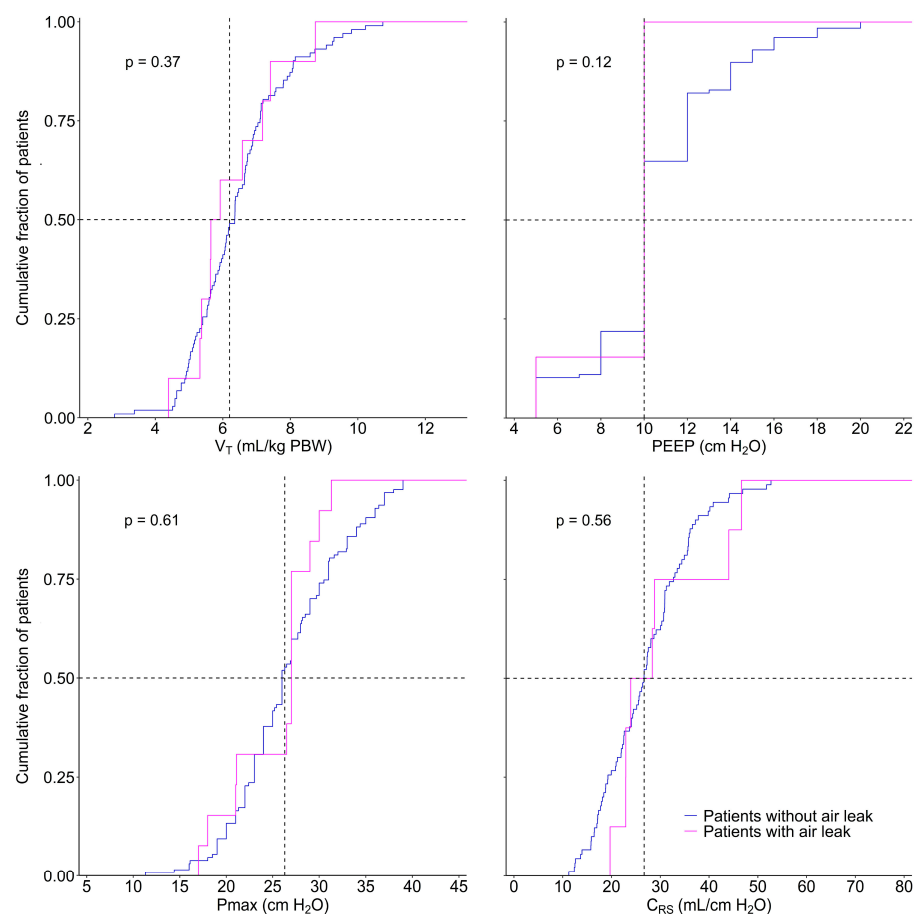 1.00
0.75
0.50
0.25
0.00
Cumulative fraction of patients
p = 0.37
2 4 6 8 10 12
V_T (mL/kg PBW)
p = 0.12
4 6 8 10 12 14 16 18 20 22
PEEP (cm H₂O)
1.00
0.75
0.50
0.25
0.00
Cumulative fraction of patients
p = 0.61
5 10 15 20 25 30 35 40 45
Pmax (cm H₂O)
p = 0.56
Patients without air leak
Patients with air leak
0 10 20 30 40 50 60 70 80
C_RS (mL/cm H₂O)